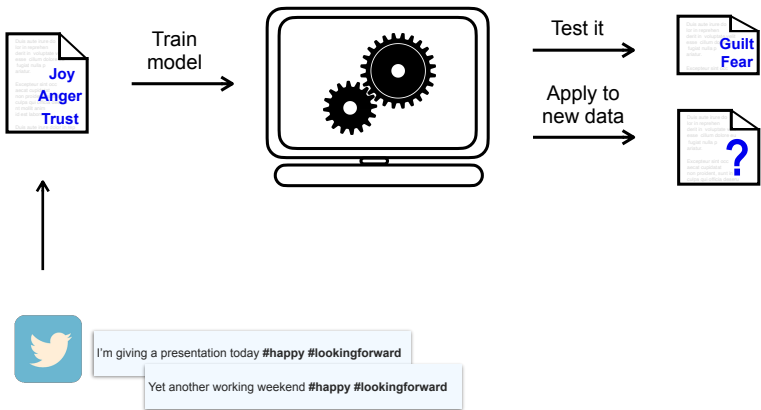 Joy
Anger
Trust
Train
model
Test it
Apply to
new data
Guilt
Fear
?
I'm giving a presentation today #happy #lookingforward
Yet another working weekend #happy #lookingforward